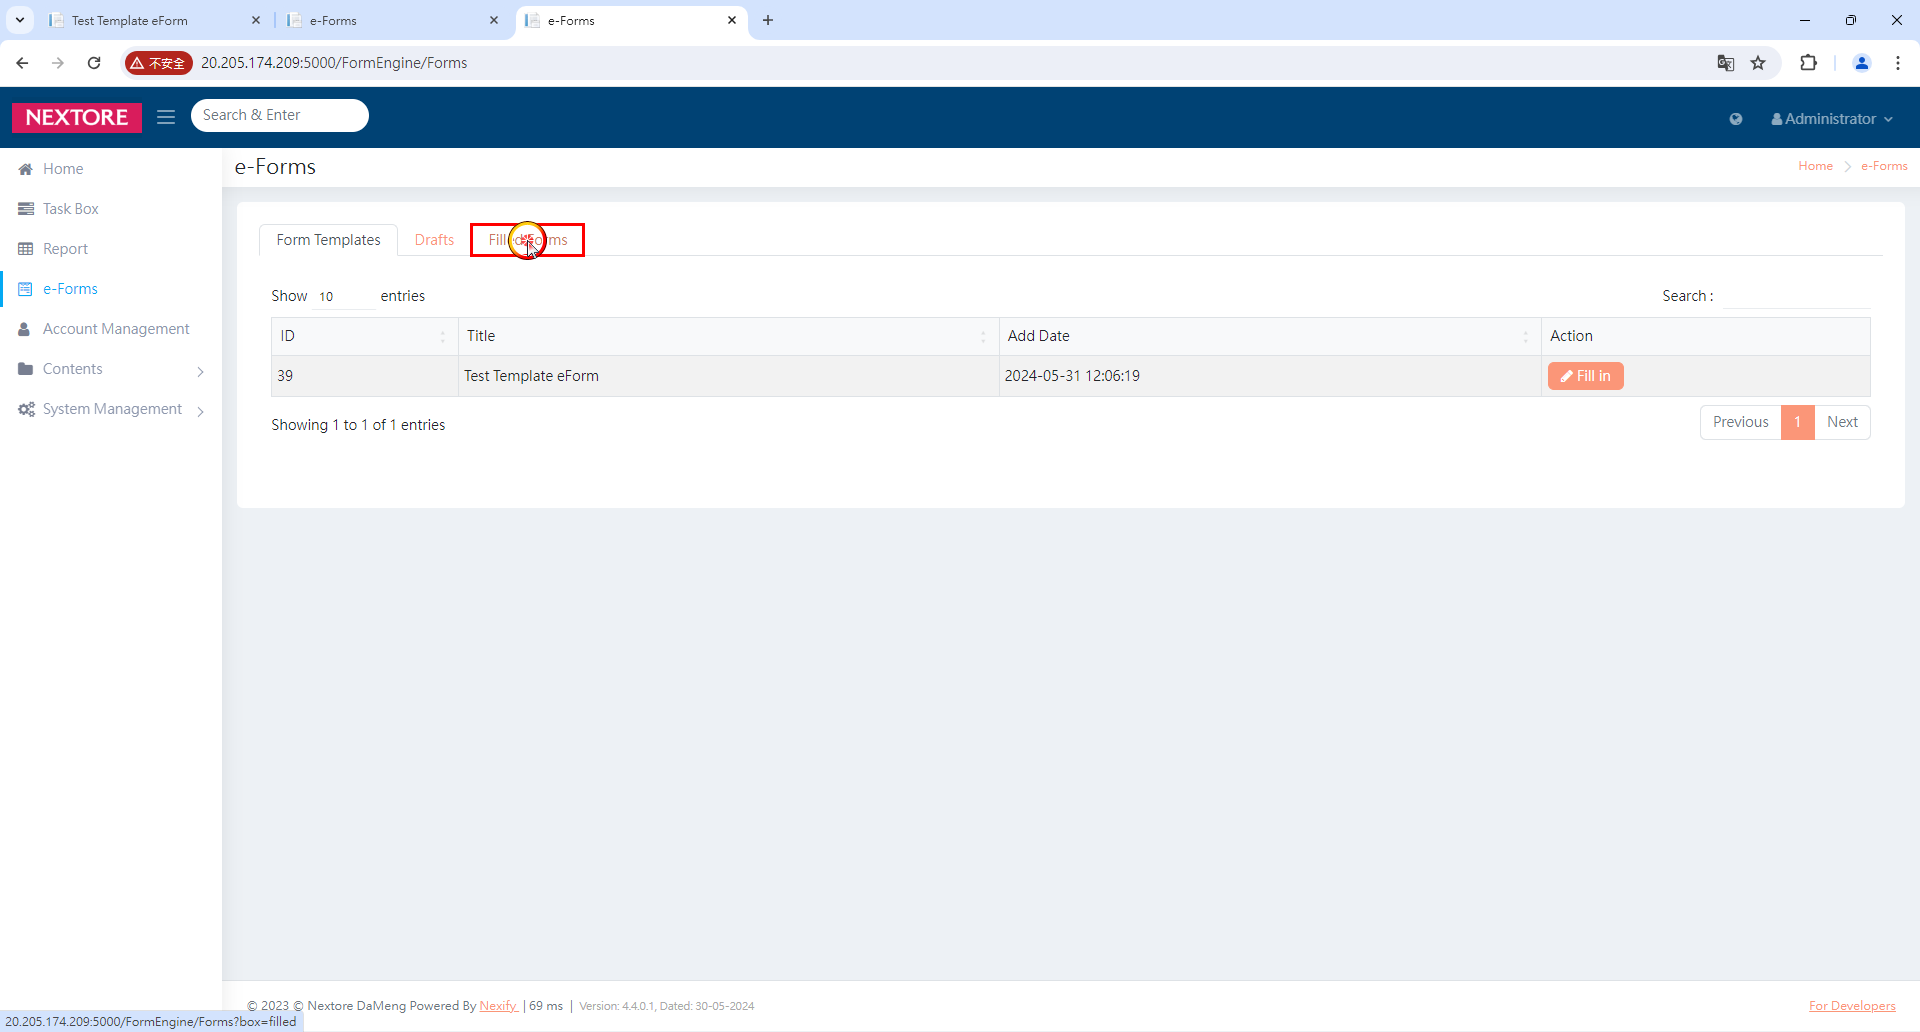 Test Template eForm
e-Forms
e-Forms
不安全
20.205.174.209:5000/FormEngine/Forms
NEXTORE
Search & Enter
Administrator
Home
Task Box
Report
e-Forms
Account Management
Contents
System Management
e-Forms
Home
e-Forms
Form Templates
Drafts
Filled Forms
Show 10 entries
Search :
ID
Title
Add Date
Action
39
Test Template eForm
2024-05-31 12:06:19
Fill in
Showing 1 to 1 of 1 entries
Previous
1
Next
© 2023 © Nextore DaMeng Powered By Nexify | 69 ms | Version: 4.4.0.1, Dated: 30-05-2024
For Developers
20.205.174.209:5000/FormEngine/Forms?box=filled